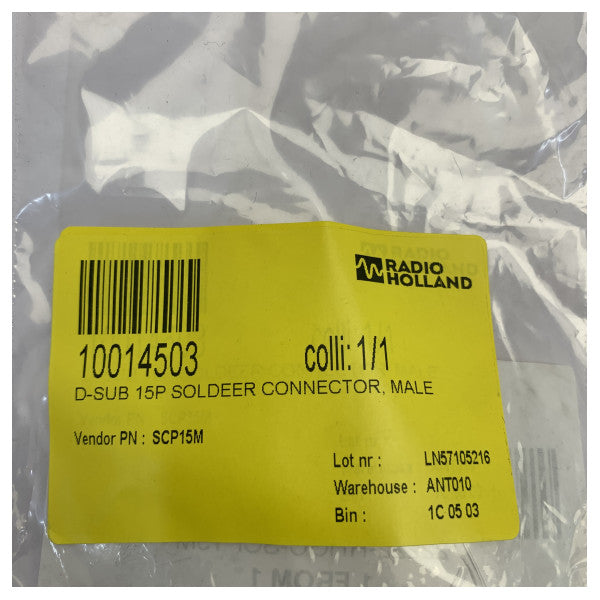 RADIO
HOLLAND
10014503
colli: 1/1
D-SUB 15P SOLDEER CONNECTOR, MALE
Vendor PN : SCP15M
Lot nr : LN57105216
Warehouse : ANT010
Bin : 1C 05 03